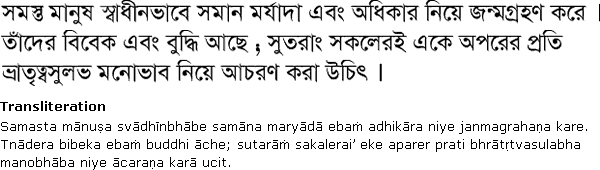 সমস্ত মানুষ স্বাধীনভাবে সমান মর্যাদা এবং অধিকার নিয়ে জন্মগ্রহণ করে ।
তাঁদের বিবেক এবং বুদ্ধি আছে ; সুতরাং সকলেরই একে অপরের প্রতি
ভ্রাতৃত্বসুলভ মনোভাব নিয়ে আচরণ করা উচিৎ ।
Transliteration
Samasta mānuṣa svādhīnbhābe samāna maryādā ebaṁ adhikāra niye janmagrahaṇa kare.
Tnādera bibeka ebaṁ buddhi āche; sutarāṁ sakalerai’ eke aparer prati bhrātṛtvasulabha
manobhāba niye ācaraṇa karā ucit.